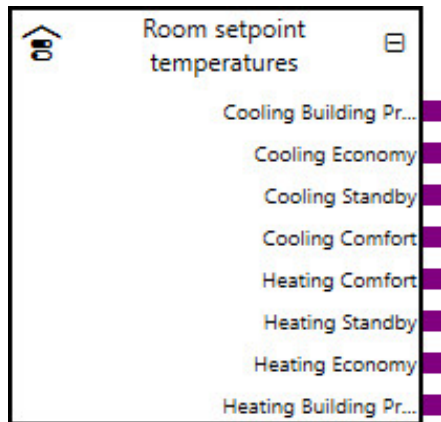 Room setpoint
temperatures
Cooling Building Pr...
Cooling Economy
Cooling Standby
Cooling Comfort
Heating Comfort
Heating Standby
Heating Economy
Heating Building Pr...